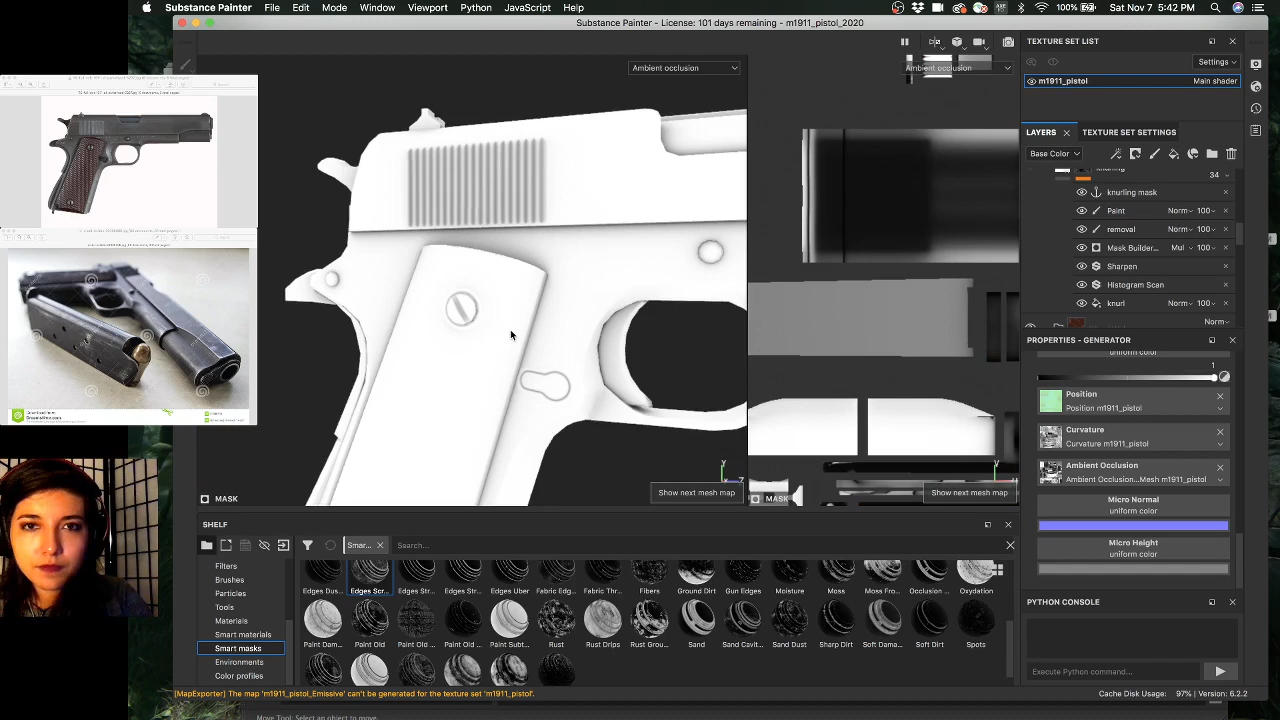 Substance Painter File Edit Mode Window Viewport Python JavaScript Help
100% Sat Nov 7 5:42 PM
Substance Painter - License: 101 days remaining - m1911_pistol_2020
Ambient occlusion
Ambient occlusion
TEXTURE SET LIST
Settings
m1911_pistol Main shader
LAYERS TEXTURE SET SETTINGS
Base Color
34
knurling mask
Paint Norm 100
removal Norm 100
Mask Builder... Mul 100
Sharpen
Histogram Scan
knurl Norm 100
Norm
PROPERTIES - GENERATOR
uniform color
1
Position
Position m1911_pistol
Curvature
Curvature m1911_pistol
Ambient Occlusion
Ambient Occlusion...Mesh m1911_pistol
Micro Normal
uniform color
Micro Height
uniform color
MASK
Show next mesh map
MASK
Show next mesh map
Y
Y
SHELF
Smar...
Search...
Filters
Brushes
Particles
Tools
Materials
Smart materials
Smart masks
Environments
Color profiles
Edges Dus... Edges Scr... Edges Str... Edges Str... Edges Uber Fabric Edg... Fabric Thr... Fibers Ground Dirt Gun Edges Moisture Moss Moss Fro... Occlusion ... Oxydation
Paint Dam... Paint Old Paint Old ... Paint Old ... Paint Subt... Rust Rust Drips Rust Grou... Sand Sand Cavit... Sand Dust Sharp Dirt Soft Dama... Soft Dirt Spots
PYTHON CONSOLE
Execute Python command...
[MapExporter] The map 'm1911_pistol_Emissive' can't be generated for the texture set 'm1911_pistol'.
Cache Disk Usage: 97% | Version: 6.2.2
Move Tool: Select an object to move.